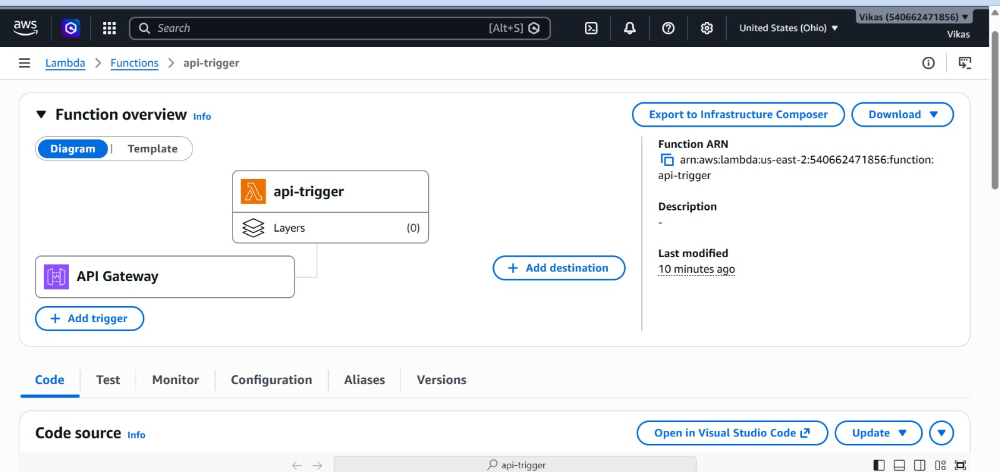 aws
Search
[Alt+S]
United States (Ohio) ▼
Vikas (540662471856) ▼
Vikas
Lambda > Functions > api-trigger
▼ Function overview Info
Export to Infrastructure Composer
Download ▼
Diagram | Template
api-trigger
Layers (0)
API Gateway
+ Add destination
+ Add trigger
Function ARN
arn:aws:lambda:us-east-2:540662471856:function:
api-trigger
Description
-
Last modified
10 minutes ago
Code
Test
Monitor
Configuration
Aliases
Versions
Code source Info
Open in Visual Studio Code
Update ▼
api-trigger